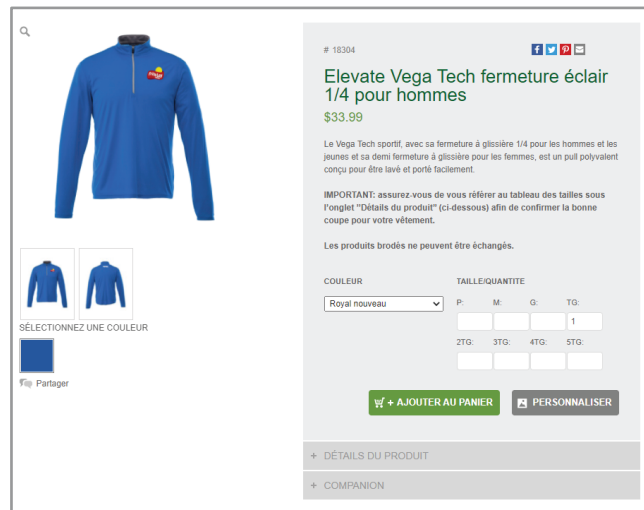 # 18304
Elevate Vega Tech fermeture éclair
1/4 pour hommes
$33.99
Le Vega Tech sportif, avec sa fermeture à glissière 1/4 pour les hommes et les
jeunes et sa demi fermeture à glissière pour les femmes, est un pull polyvalent
conçu pour être lavé et porté facilement.
IMPORTANT: assurez-vous de vous référer au tableau des tailles sous
l'onglet "Détails du produit" (ci-dessous) afin de confirmer la bonne
coupe pour votre vêtement.
Les produits brodés ne peuvent être échangés.
COULEUR
Royal nouveau
TAILLE/QUANTITE
P: M: G: TG:
1
2TG: 3TG: 4TG: 5TG:
SÉLECTIONNEZ UNE COULEUR
Partager
+ AJOUTER AU PANIER
PERSONNALISER
+ DÉTAILS DU PRODUIT
+ COMPANION